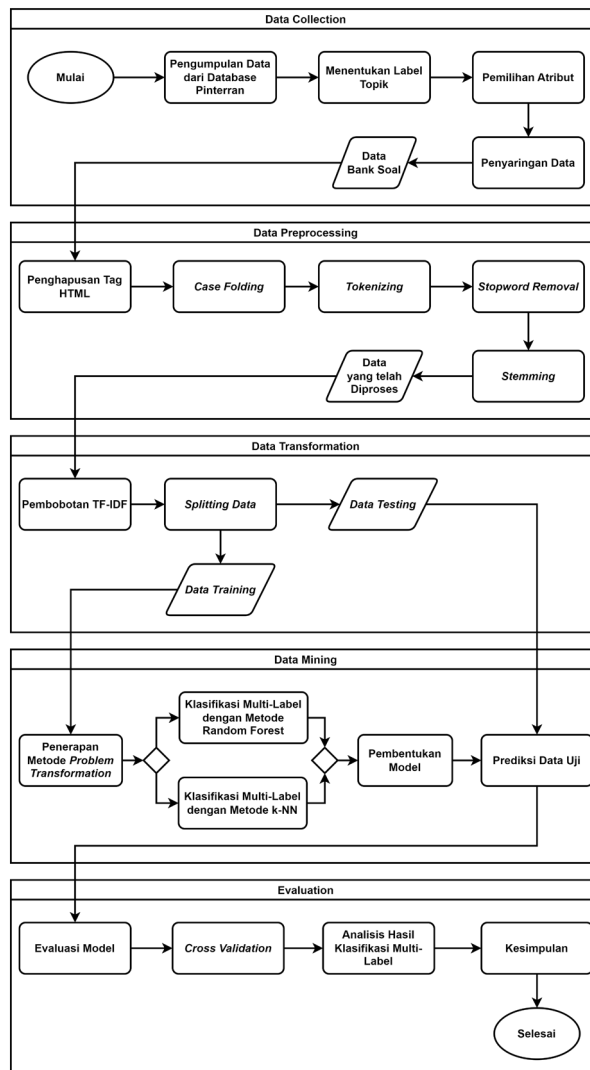 Data Collection
Mulai
Pengumpulan Data
dari Database
Pinterran
Menentukan Label
Topik
Pemilihan Atribut
Penyaringan Data
Data
Bank Soal
Data Preprocessing
Penghapusan Tag
HTML
Case Folding
Tokenizing
Stopword Removal
Stemming
Data
yang telah
Diproses
Data Transformation
Pembobotan TF-IDF
Splitting Data
Data Testing
Data Training
Data Mining
Penerapan
Metode Problem
Transformation
Klasifikasi Multi-Label
dengan Metode
Random Forest
Klasifikasi Multi-Label
dengan Metode k-NN
Pembentukan
Model
Prediksi Data Uji
Evaluation
Evaluasi Model
Cross Validation
Analisis Hasil
Klasifikasi Multi-
Label
Kesimpulan
Selesai